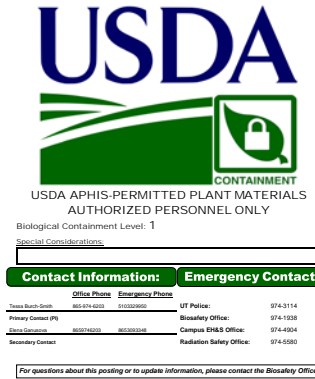 USDA
CONTAINMENT
USDA APHIS-PERMITTED PLANT MATERIALS
AUTHORIZED PERSONNEL ONLY
Biological Containment Level: 1
Special Considerations:
Contact Information: Emergency Contact
Office Phone Emergency Phone
Tessa Burch-Smith 865-974-6203 5103329950 UT Police: 974-3114
Primary Contact (PI) Biosafety Office: 974-1938
Elena Ganusova 8659746203 8653093348 Campus EH&S Office: 974-4904
Secondary Contact Radiation Safety Office: 974-5580
For questions about this posting or to update information, please contact the Biosafety Office